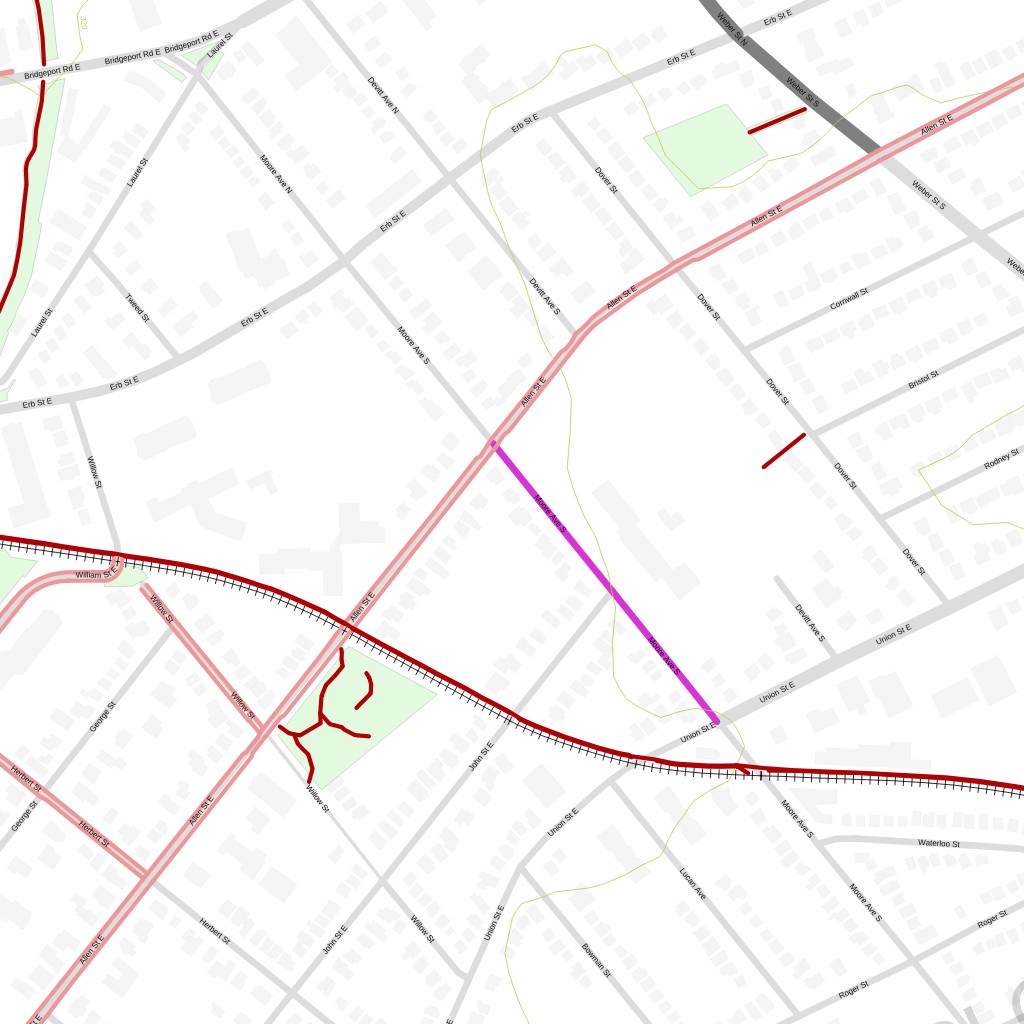 320
Laurel St
Bridgeport Rd E
Bridgeport Rd E
Bridgeport Rd E
Weber St N
Erb St E
Erb St E
Devitt Ave N
Weber St S
Erb St E
Allen St E
Laurel St
Moore Ave N
Dover St
Weber St S
Erb St E
Allen St E
Weber
Tweed St
Devitt Ave S
Allen St E
Dover St
Cornwall St
Laurel St
Erb St E
Moore Ave S
Erb St E
Erb St E
Allen St E
Dover St
Bristol St
Willow St
Moore Ave S
Dover St
Rodney St
William St E
Willow St
Allen St E
Dover St
Devitt Ave S
Union St E
Moore Ave S
George St
Willow St
Union St E
Union St E
John St E
Herbert St
George St
Allen St E
Willow St
Union St E
Moore Ave S
Herbert St
Waterloo St
Lucan Ave
Moore Ave S
Herbert St
Willow St
Union St E
Roger St
John St E
Allen St E
Bowman St
Roger St